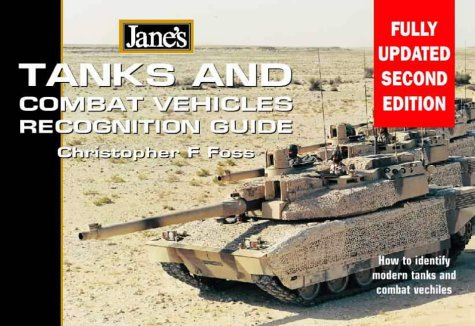 Jane's
TANKS AND
COMBAT VEHICLES
RECOGNITION GUIDE
Christopher F Foss
FULLY
UPDATED
SECOND
EDITION
How to identify
modern tanks and
combat vechiles